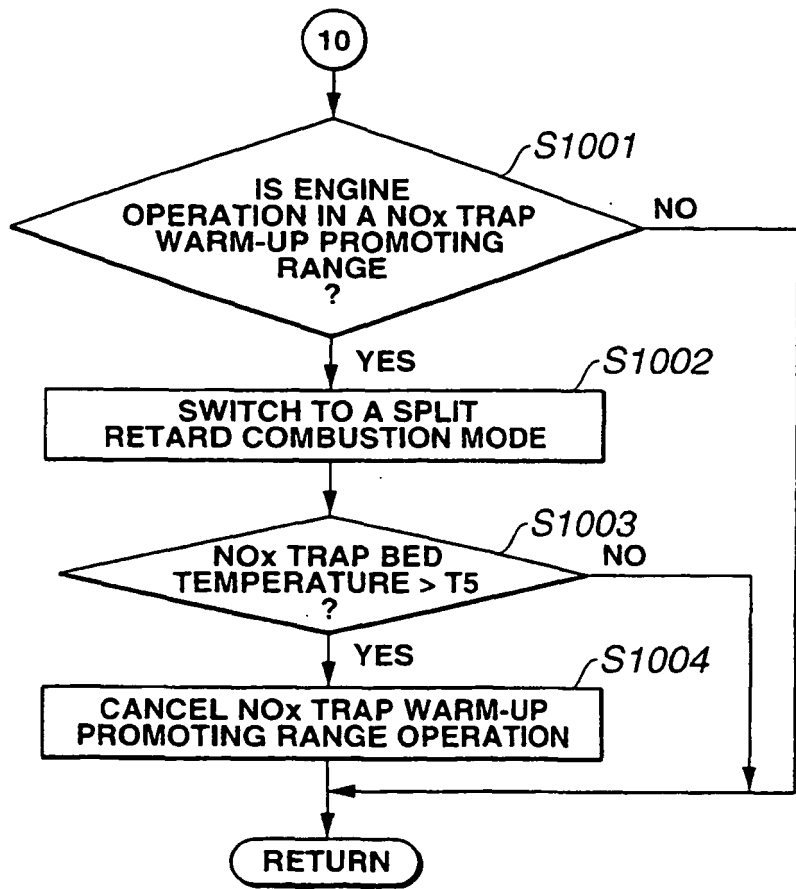 10
S1001
IS ENGINE
OPERATION IN A NOx TRAP
WARM-UP PROMOTING
RANGE
?
NO
YES
S1002
SWITCH TO A SPLIT
RETARD COMBUSTION MODE
S1003
NOx TRAP BED
TEMPERATURE > T5
?
NO
YES
S1004
CANCEL NOx TRAP WARM-UP
PROMOTING RANGE OPERATION
RETURN